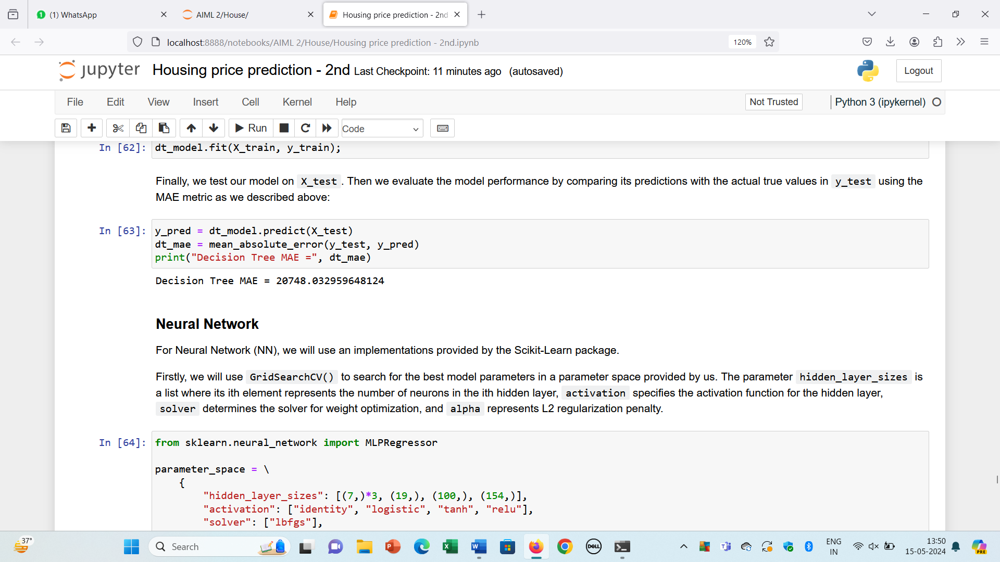 (1) WhatsApp
AIML 2/House/
Housing price prediction - 2nd
localhost:8888/notebooks/AIML 2/House/Housing price prediction - 2nd.ipynb
120%
jupyter Housing price prediction - 2nd Last Checkpoint: 11 minutes ago (autosaved)
Logout
File Edit View Insert Cell Kernel Help
Not Trusted
Python 3 (ipykernel)
Run
Code
In [62]: dt_model.fit(X_train, y_train);
Finally, we test our model on X_test . Then we evaluate the model performance by comparing its predictions with the actual true values in y_test using the
MAE metric as we described above:
In [63]: y_pred = dt_model.predict(X_test)
dt_mae = mean_absolute_error(y_test, y_pred)
print("Decision Tree MAE =", dt_mae)
Decision Tree MAE = 20748.032959648124
Neural Network
For Neural Network (NN), we will use an implementations provided by the Scikit-Learn package.
Firstly, we will use GridSearchCV() to search for the best model parameters in a parameter space provided by us. The parameter hidden_layer_sizes is
a list where its ith element represents the number of neurons in the ith hidden layer, activation specifies the activation function for the hidden layer,
solver determines the solver for weight optimization, and alpha represents L2 regularization penalty.
In [64]: from sklearn.neural_network import MLPRegressor
parameter_space = \
{
"hidden_layer_sizes": [(7,)*3, (19,), (100,), (154,)],
"activation": ["identity", "logistic", "tanh", "relu"],
"solver": ["lbfgs"],
37°
Search
DELL
ENG
IN
13:50
15-05-2024
PRE